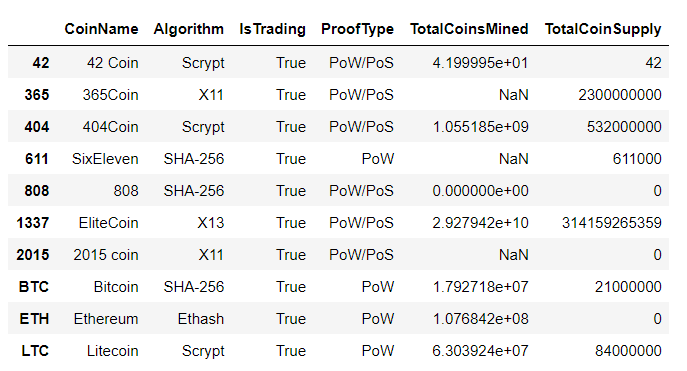 CoinName Algorithm IsTrading ProofType TotalCoinsMined TotalCoinSupply
42 42 Coin Scrypt True PoW/PoS 4.199995e+01 42
365 365Coin X11 True PoW/PoS NaN 2300000000
404 404Coin Scrypt True PoW/PoS 1.055185e+09 532000000
611 SixEleven SHA-256 True PoW NaN 611000
808 808 SHA-256 True PoW/PoS 0.000000e+00 0
1337 EliteCoin X13 True PoW/PoS 2.927942e+10 314159265359
2015 2015 coin X11 True PoW/PoS NaN 0
BTC Bitcoin SHA-256 True PoW 1.792718e+07 21000000
ETH Ethereum Ethash True PoW 1.076842e+08 0
LTC Litecoin Scrypt True PoW 6.303924e+07 84000000